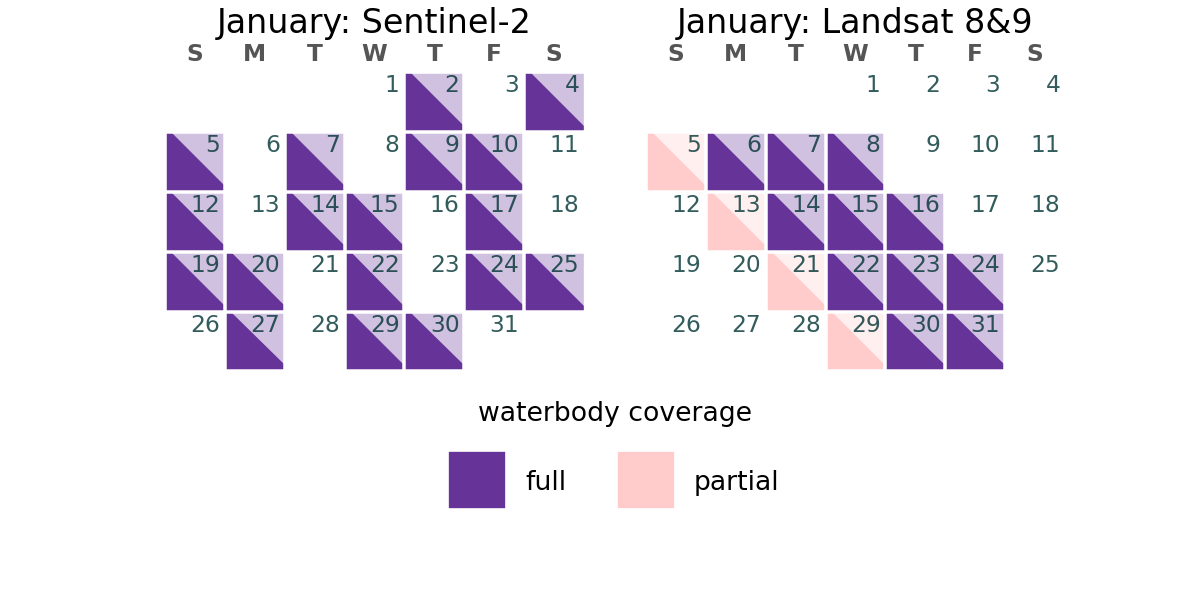 January: Sentinel-2
S M T W T F S
1 2 3 4
5 6 7 8 9 10 11
12 13 14 15 16 17 18
19 20 21 22 23 24 25
26 27 28 29 30 31
January: Landsat 8&9
S M T W T F S
1 2 3 4
5 6 7 8 9 10 11
12 13 14 15 16 17 18
19 20 21 22 23 24 25
26 27 28 29 30 31
waterbody coverage
full partial